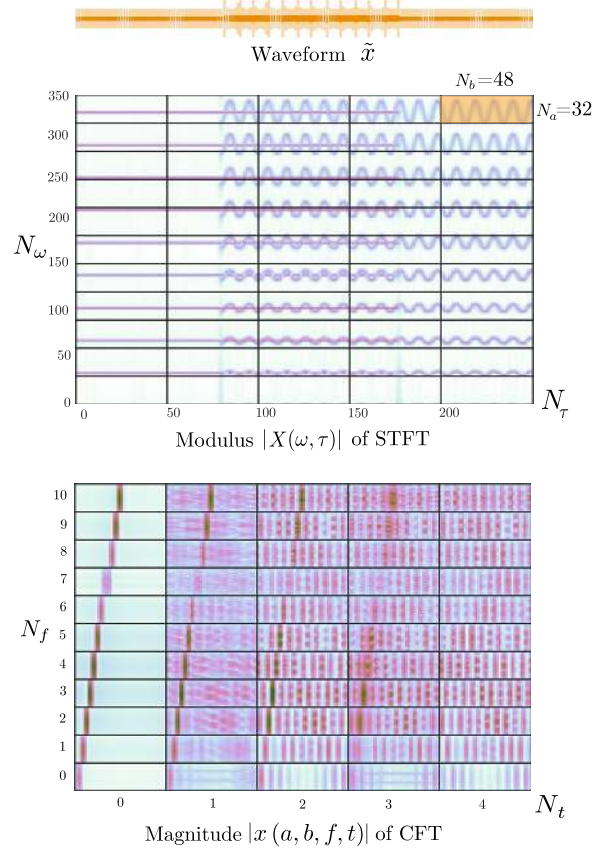 Waveform x̃
N_b=48
350
N_a=32
300
250
200
N_ω
150
100
50
0
0 50 100 150 200
N_τ
Modulus |X(ω,τ)| of STFT
10
9
8
7
6
N_f
5
4
3
2
1
0
0 1 2 3 4 N_t
Magnitude |x (a, b, f, t)| of CFT